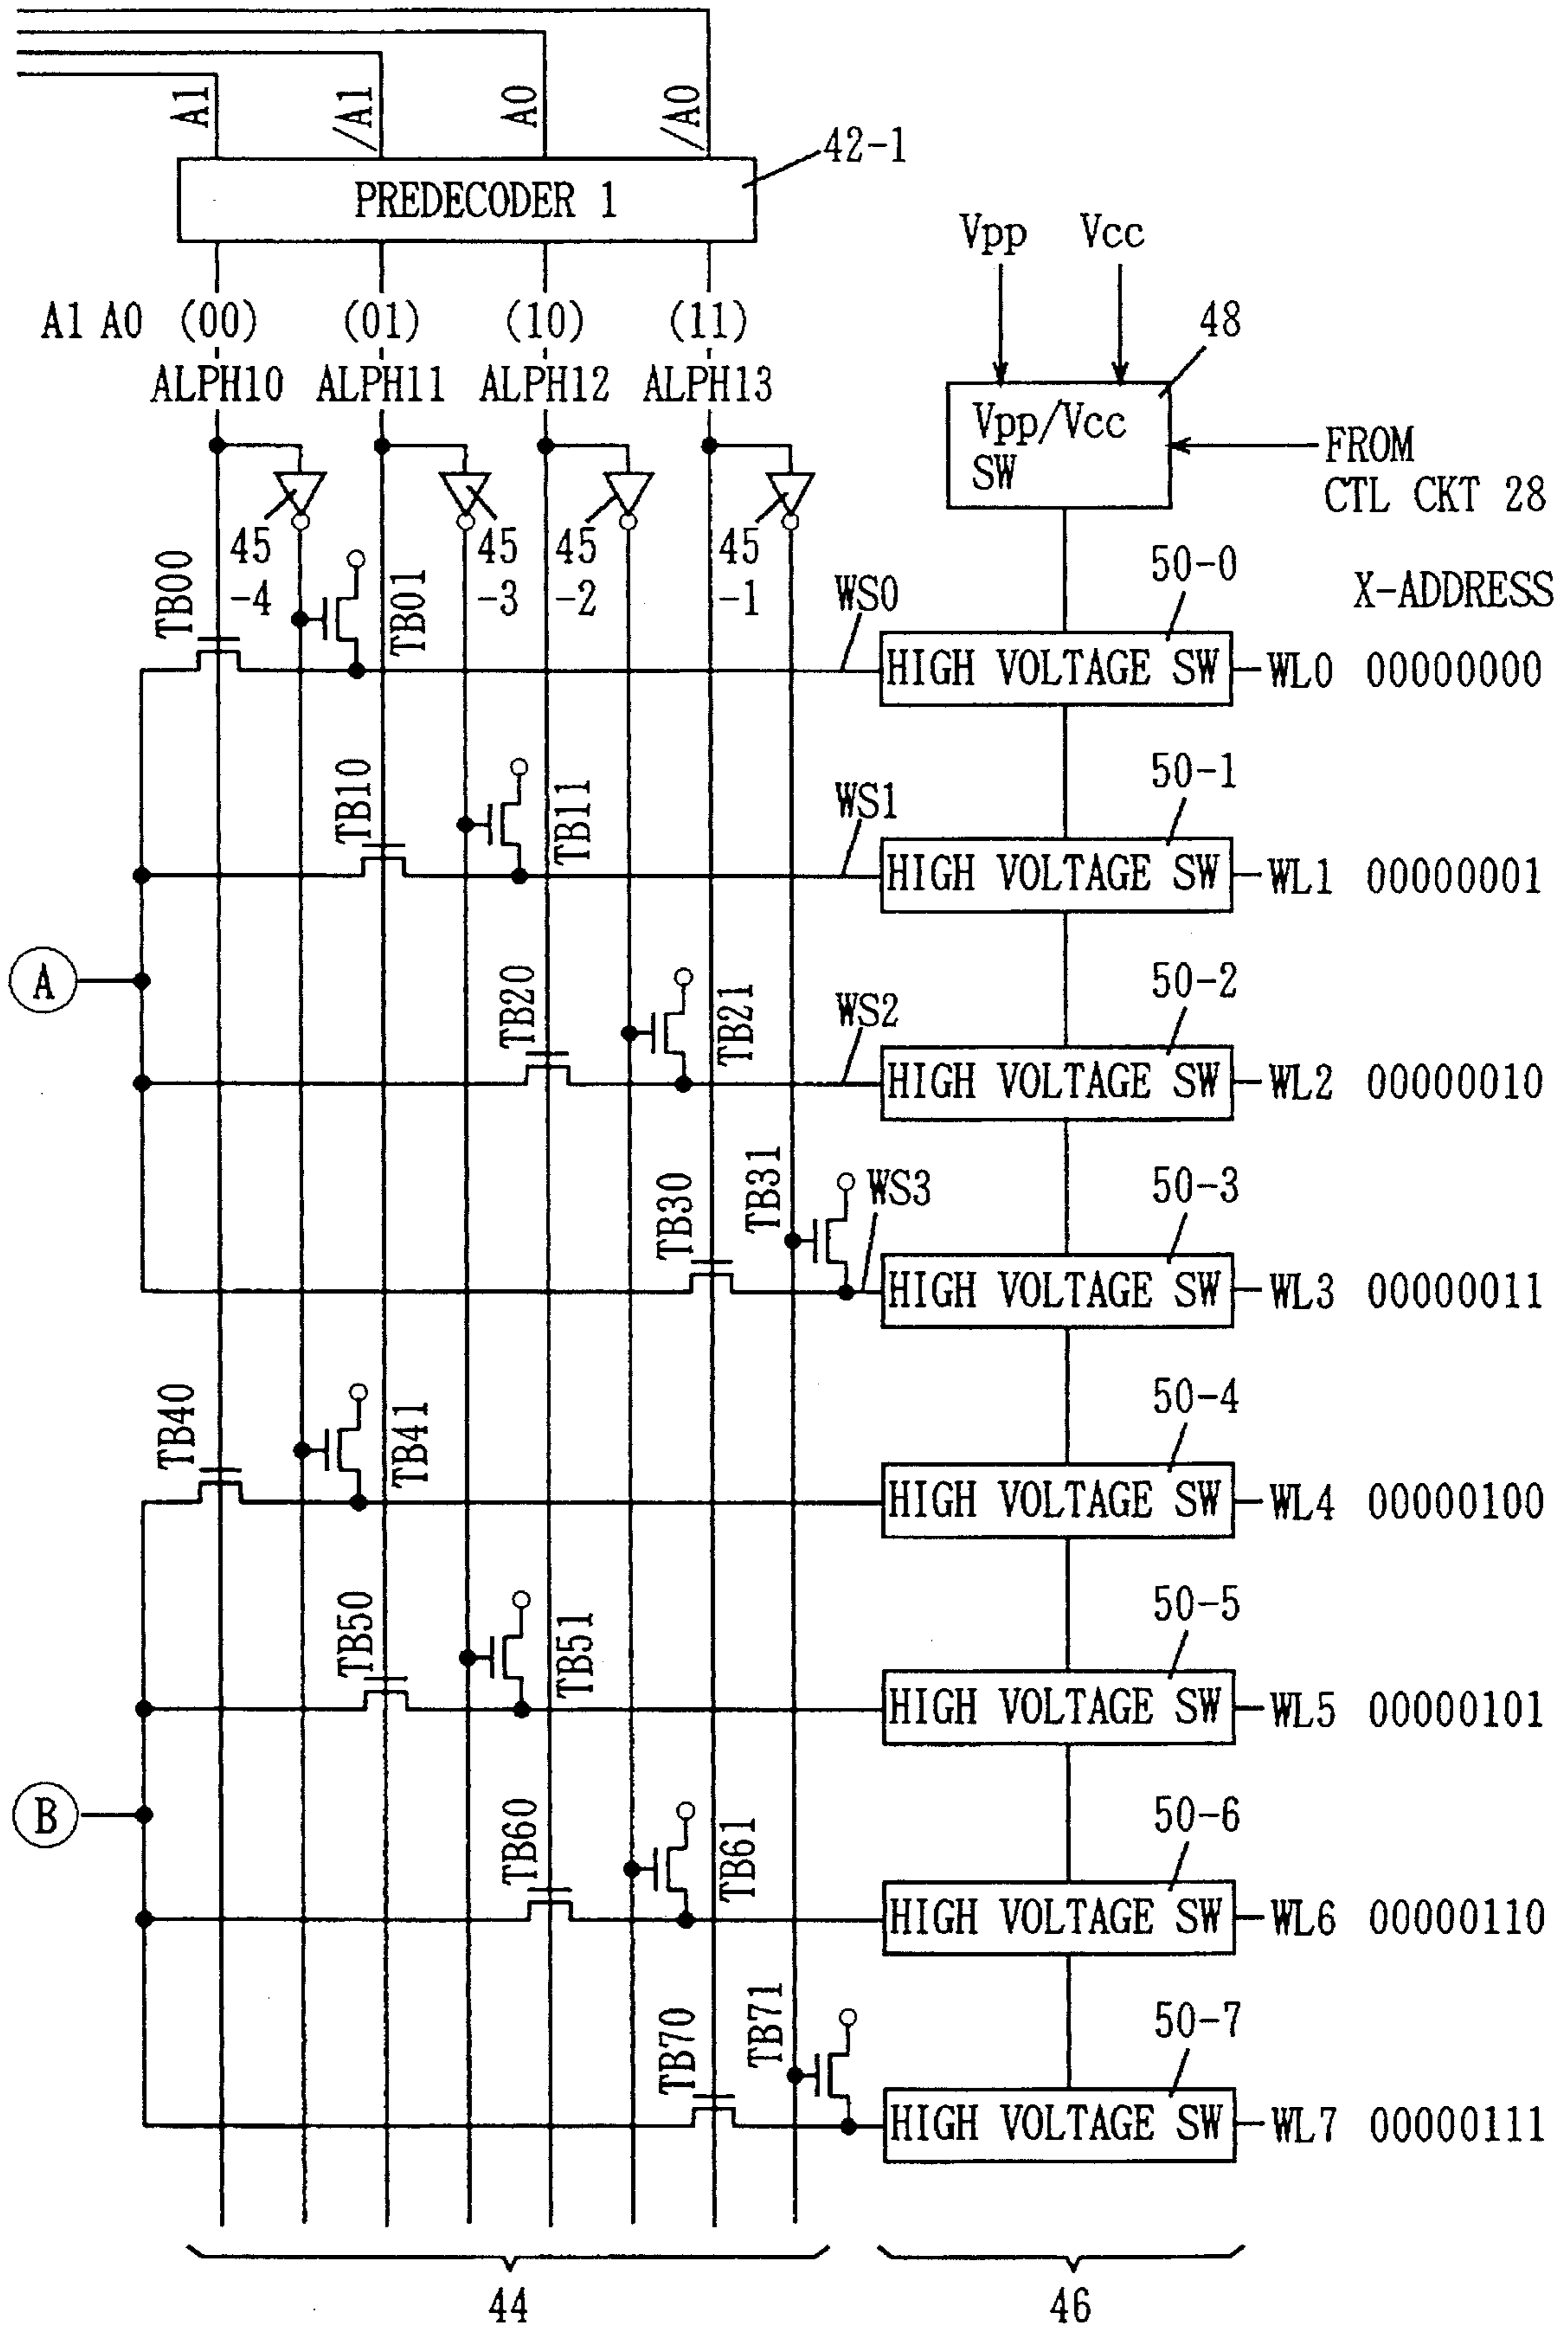 A1 /A1 A0 /A0
42-1
PREDECODER 1
Vpp Vcc
A1 A0 (00) (01) (10) (11)
48
ALPH10 ALPH11 ALPH12 ALPH13
Vpp/Vcc
SW
FROM
CTL CKT 28
45
-4
45
-3
45
-2
45
-1
TB00
TB01
WS0
50-0
X-ADDRESS
HIGH VOLTAGE SW
WL0 00000000
TB10
TB11
WS1
50-1
HIGH VOLTAGE SW
WL1 00000001
A
TB20
TB21
WS2
50-2
HIGH VOLTAGE SW
WL2 00000010
TB30
TB31
WS3
50-3
HIGH VOLTAGE SW
WL3 00000011
TB40
TB41
50-4
HIGH VOLTAGE SW
WL4 00000100
TB50
TB51
50-5
HIGH VOLTAGE SW
WL5 00000101
B
TB60
TB61
50-6
HIGH VOLTAGE SW
WL6 00000110
TB70
TB71
50-7
HIGH VOLTAGE SW
WL7 00000111
44
46